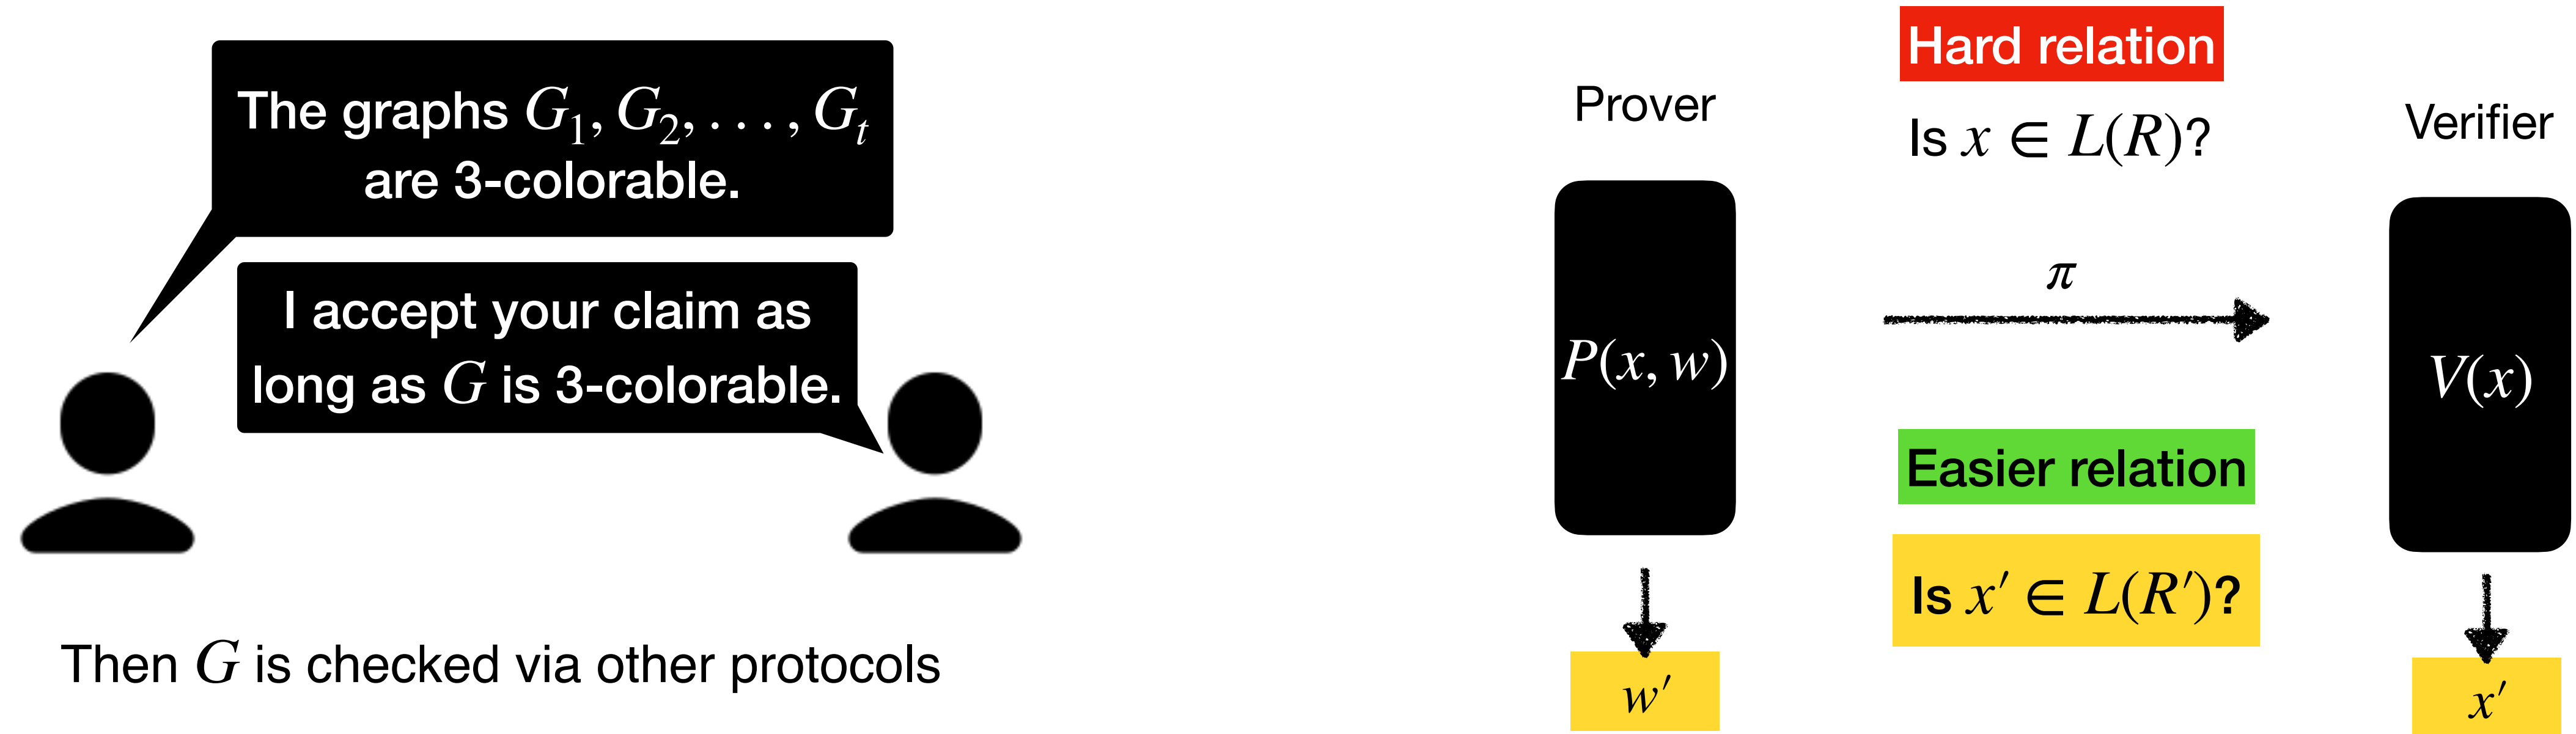 The graphs G₁, G₂, . . . , Gₜ
are 3-colorable.
I accept your claim as
long as G is 3-colorable.
Then G is checked via other protocols
Hard relation
Prover
Is x ∈ L(R)?
Verifier
π
P(x, w)
V(x)
Easier relation
Is x′ ∈ L(R′)?
w′
x′